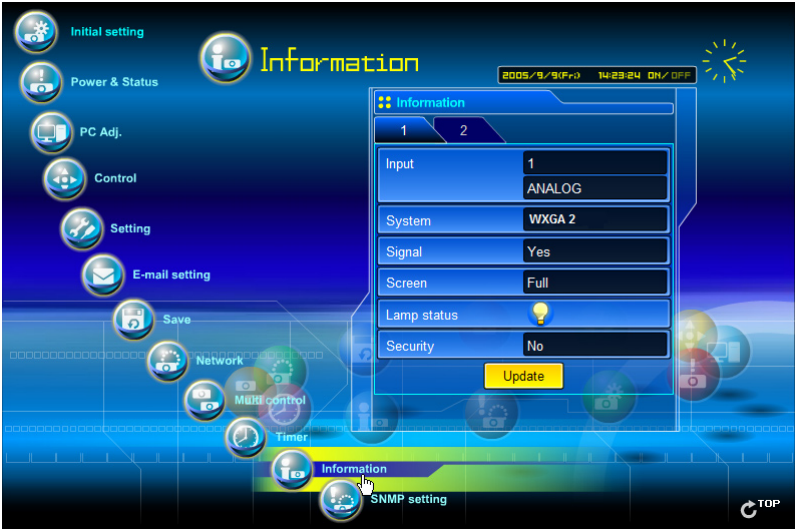 Initial setting
Power & Status
PC Adj.
Control
Setting
E-mail setting
Save
Network
Multi control
Timer
Information
SNMP setting
Information
2005/9/9(Fri) 14:23:24 ON/OFF
Information
1 2
Input 1
ANALOG
System WXGA 2
Signal Yes
Screen Full
Lamp status
Security No
Update
TOP